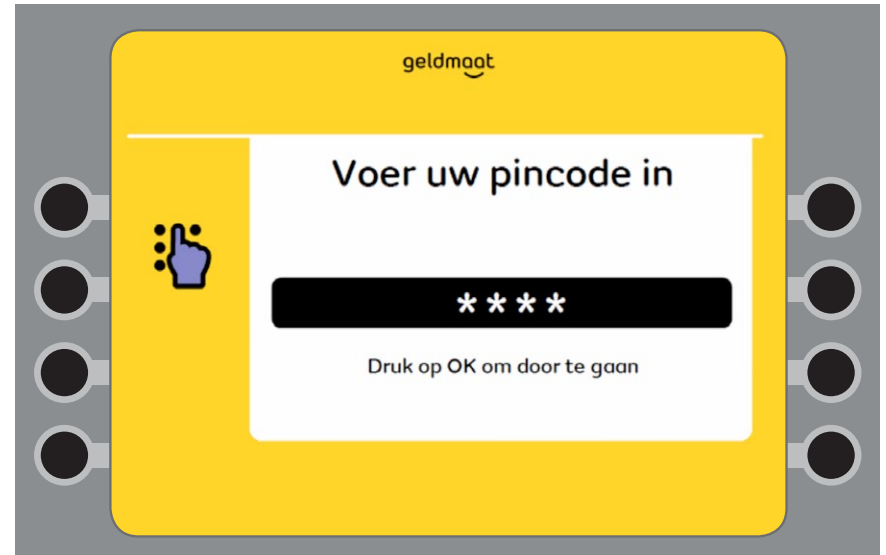 geldmaat
Voer uw pincode in
****
Druk op OK om door te gaan